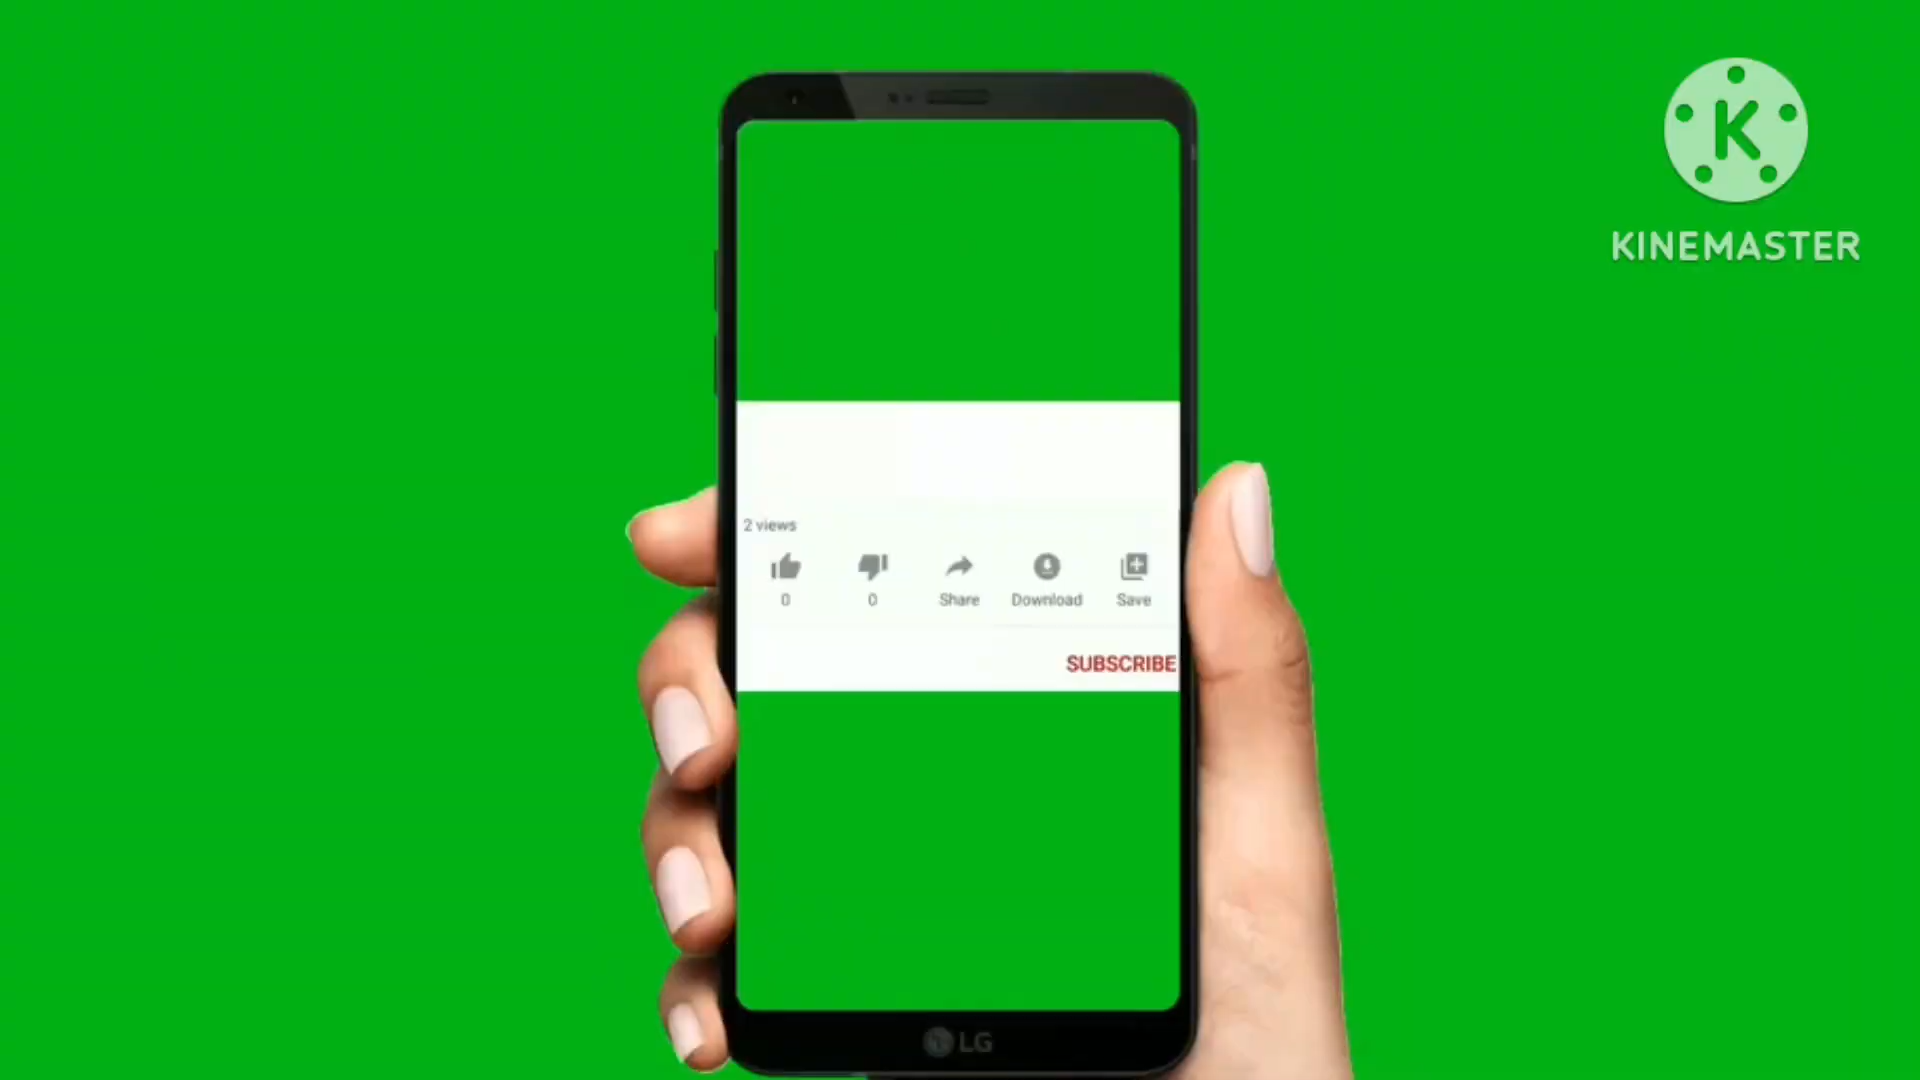 K
KINEMASTER
2 views
0 0 Share Download Save
SUBSCRIBE
LG